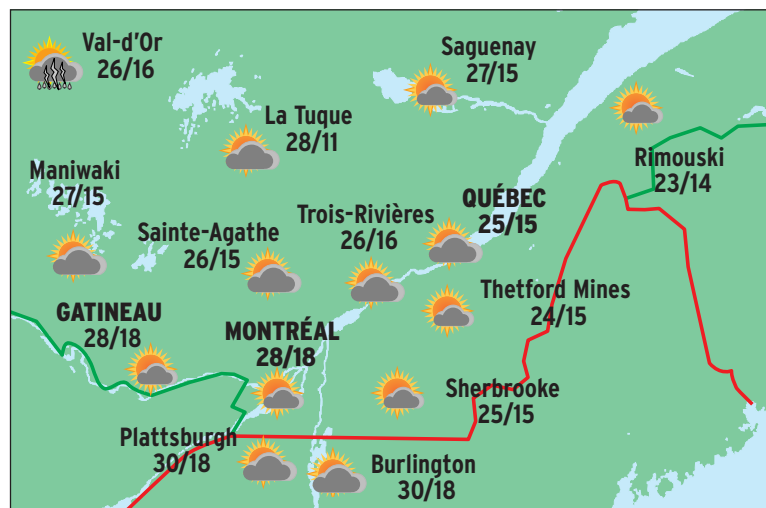 Val-d'Or
26/16
Saguenay
27/15
La Tuque
28/11
Rimouski
23/14
Maniwaki
27/15
QUÉBEC
25/15
Trois-Rivières
26/16
Sainte-Agathe
26/15
Thetford Mines
24/15
GATINEAU
28/18
MONTRÉAL
28/18
Sherbrooke
25/15
Plattsburgh
30/18
Burlington
30/18